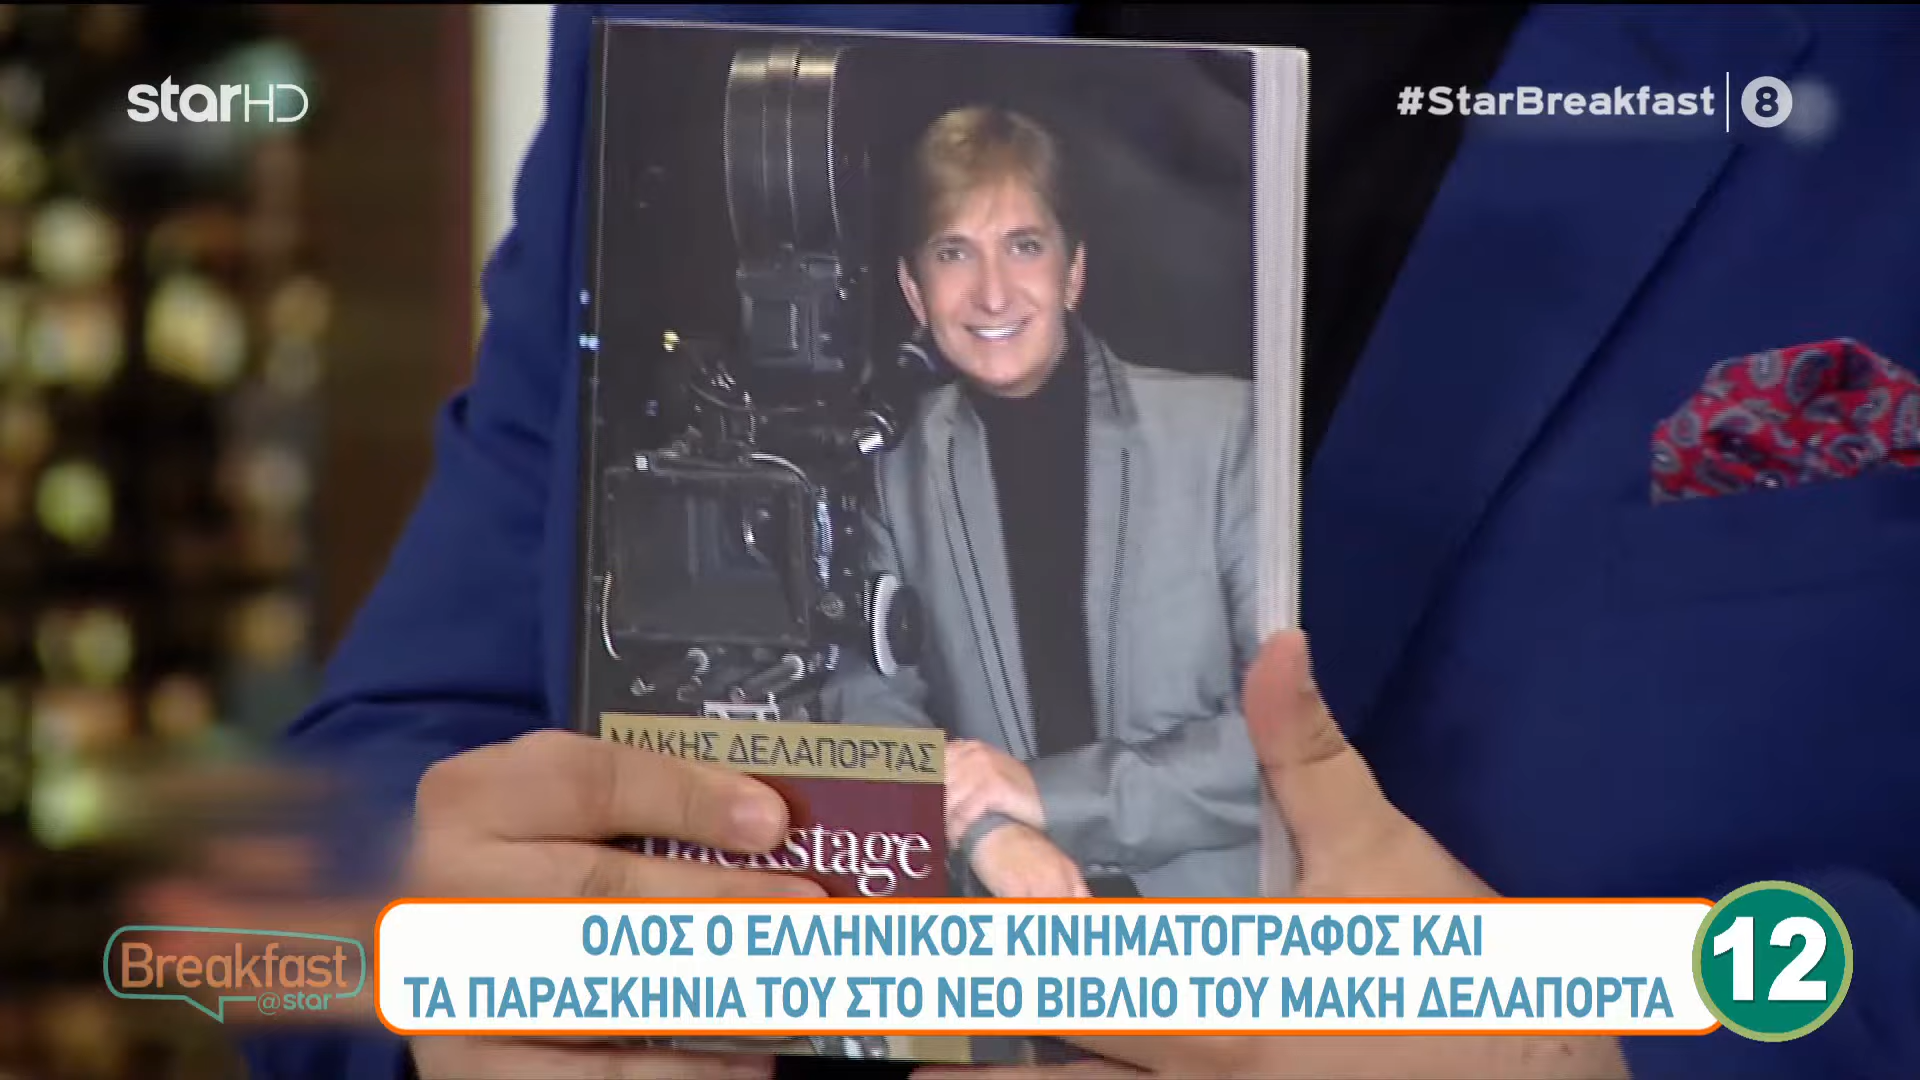 starHD
#StarBreakfast 8
ΜΑΚΗΣ ΔΕΛΑΠΟΡΤΑΣ
backstage
ΟΛΟΣ Ο ΕΛΛΗΝΙΚΟΣ ΚΙΝΗΜΑΤΟΓΡΑΦΟΣ ΚΑΙ
ΤΑ ΠΑΡΑΣΚΗΝΙΑ ΤΟΥ ΣΤΟ ΝΕΟ ΒΙΒΛΙΟ ΤΟΥ ΜΑΚΗ ΔΕΛΑΠΟΡΤΑ
12
Breakfast
@star